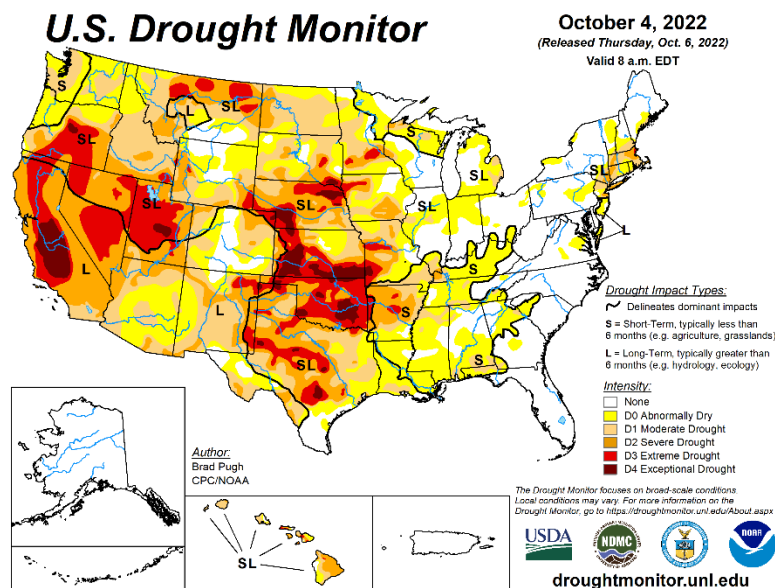 U.S. Drought Monitor
October 4, 2022
(Released Thursday, Oct. 6, 2022)
Valid 8 a.m. EDT
S
SL
L
SL
S
SL
SL
SL
SL
SL
L
S
L
L
S
SL
S
Drought Impact Types:
Delineates dominant impacts
S = Short-Term, typically less than
6 months (e.g. agriculture, grasslands)
L = Long-Term, typically greater than
6 months (e.g. hydrology, ecology)
Intensity:
None
D0 Abnormally Dry
D1 Moderate Drought
D2 Severe Drought
D3 Extreme Drought
D4 Exceptional Drought
Author:
Brad Pugh
CPC/NOAA
SL
The Drought Monitor focuses on broad-scale conditions.
Local conditions may vary. For more information on the
Drought Monitor, go to https://droughtmonitor.unl.edu/About.aspx
USDA
NDMC
NOAA
droughtmonitor.unl.edu